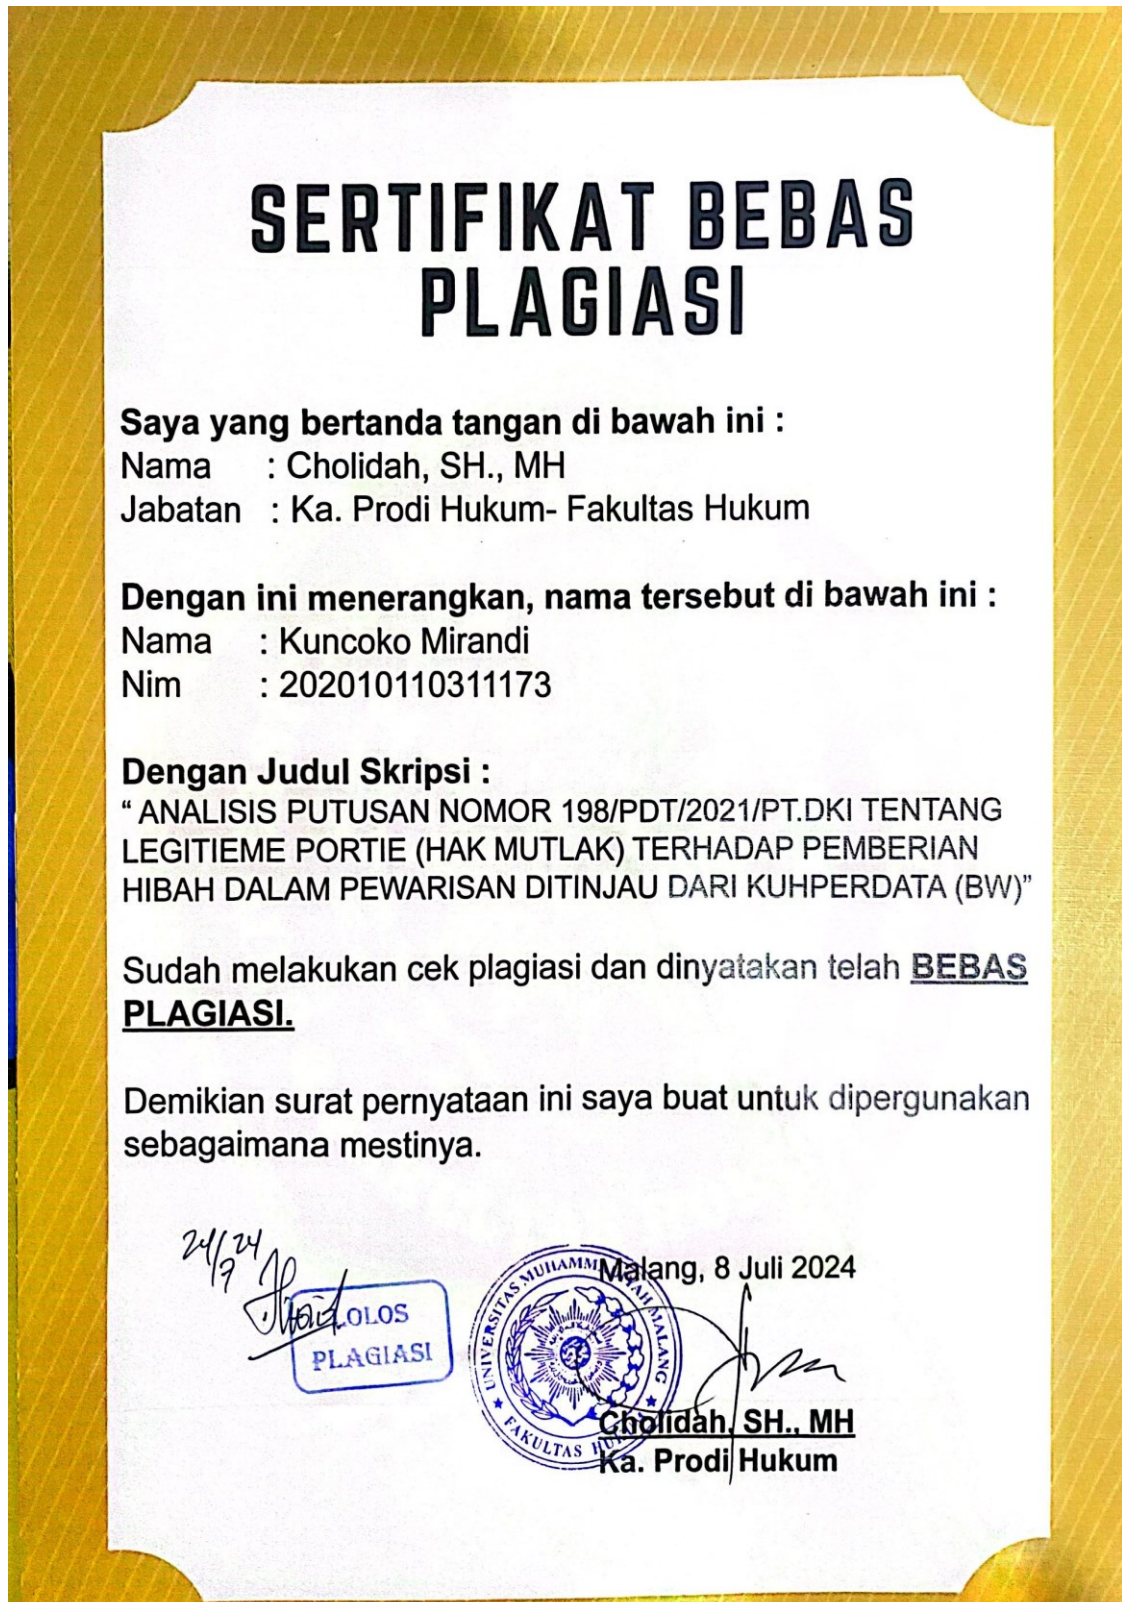 SERTIFIKAT BEBAS
PLAGIASI
Saya yang bertanda tangan di bawah ini :
Nama : Cholidah, SH., MH
Jabatan : Ka. Prodi Hukum- Fakultas Hukum
Dengan ini menerangkan, nama tersebut di bawah ini :
Nama : Kuncoko Mirandi
Nim : 202010110311173
Dengan Judul Skripsi :
“ ANALISIS PUTUSAN NOMOR 198/PDT/2021/PT.DKI TENTANG
LEGITIEME PORTIE (HAK MUTLAK) TERHADAP PEMBERIAN
HIBAH DALAM PEWARISAN DITINJAU DARI KUHPERDATA (BW)”
Sudah melakukan cek plagiasi dan dinyatakan telah BEBAS
PLAGIASI.
Demikian surat pernyataan ini saya buat untuk dipergunakan
sebagaimana mestinya.
24/7 24
LOLOS
PLAGIASI
UNIVERSITAS MUHAMMADIYAH MALANG
FAKULTAS HUKUM
Malang, 8 Juli 2024
Cholidah, SH., MH
Ka. Prodi Hukum